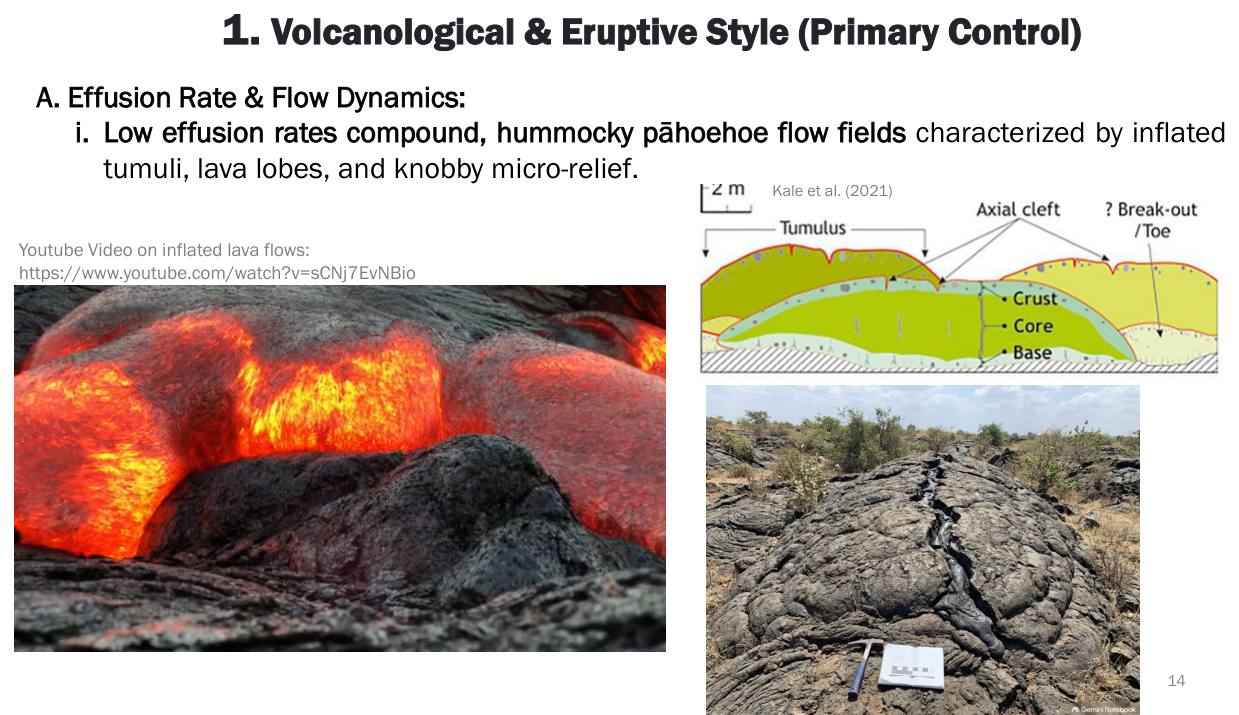 1. Volcanological & Eruptive Style (Primary Control)
A. Effusion Rate & Flow Dynamics:
i. Low effusion rates compound, hummocky pāhoehoe flow fields characterized by inflated
tumuli, lava lobes, and knobby micro-relief.
2 m
Kale et al. (2021)
Axial cleft
? Break-out
/Toe
Tumulus
Youtube Video on inflated lava flows:
https://www.youtube.com/watch?v=sCNj7EvNBio
• Crust
• Core
• Base
14
Gemini Notebook